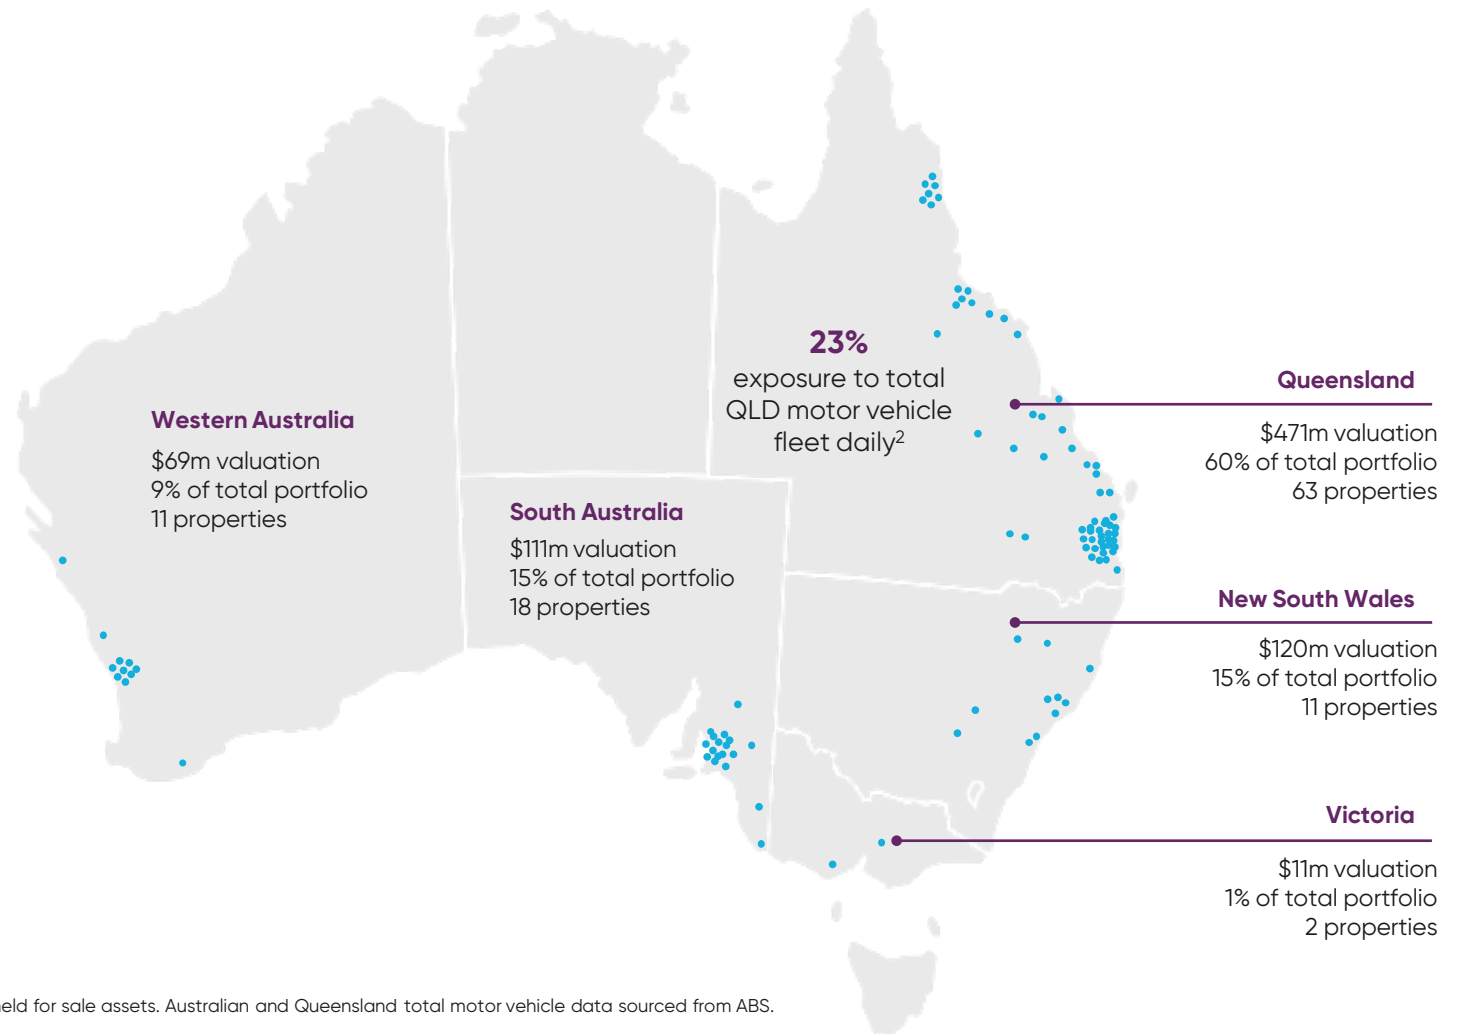 23%
exposure to total
QLD motor vehicle
fleet daily2
Queensland
$471m valuation
60% of total portfolio
63 properties
Western Australia
$69m valuation
9% of total portfolio
11 properties
South Australia
$111m valuation
15% of total portfolio
18 properties
New South Wales
$120m valuation
15% of total portfolio
11 properties
Victoria
$11m valuation
1% of total portfolio
2 properties
for sale assets. Australian and Queensland total motor vehicle data sourced from ABS.